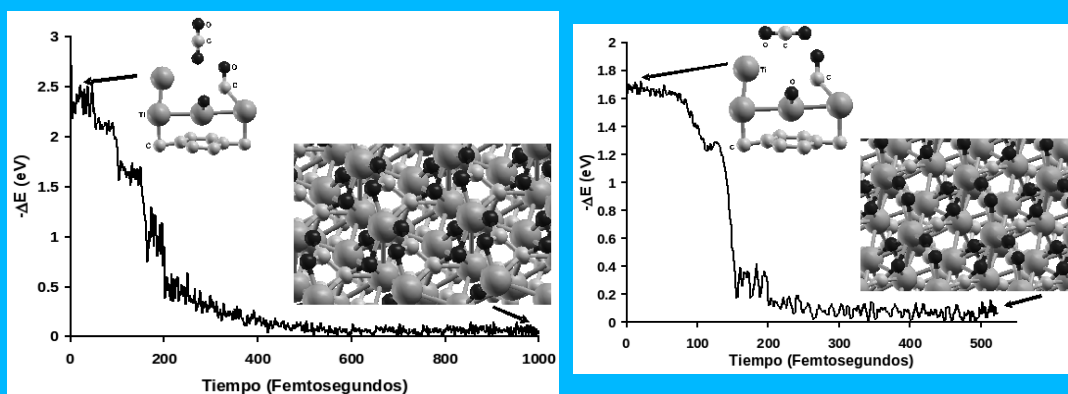 3
2.5
2
1.5
1
0.5
0
-ΔE (eV)
0 200 400 600 800 1000
Tiempo (Femtosegundos)
O
C
O
C
Ti
C
2
1.8
1.6
1.4
1.2
1
0.8
0.6
0.4
0.2
0
-ΔE (eV)
0 100 200 300 400 500
Tiempo (Femtosegundos)
O C
Ti
C
O
C